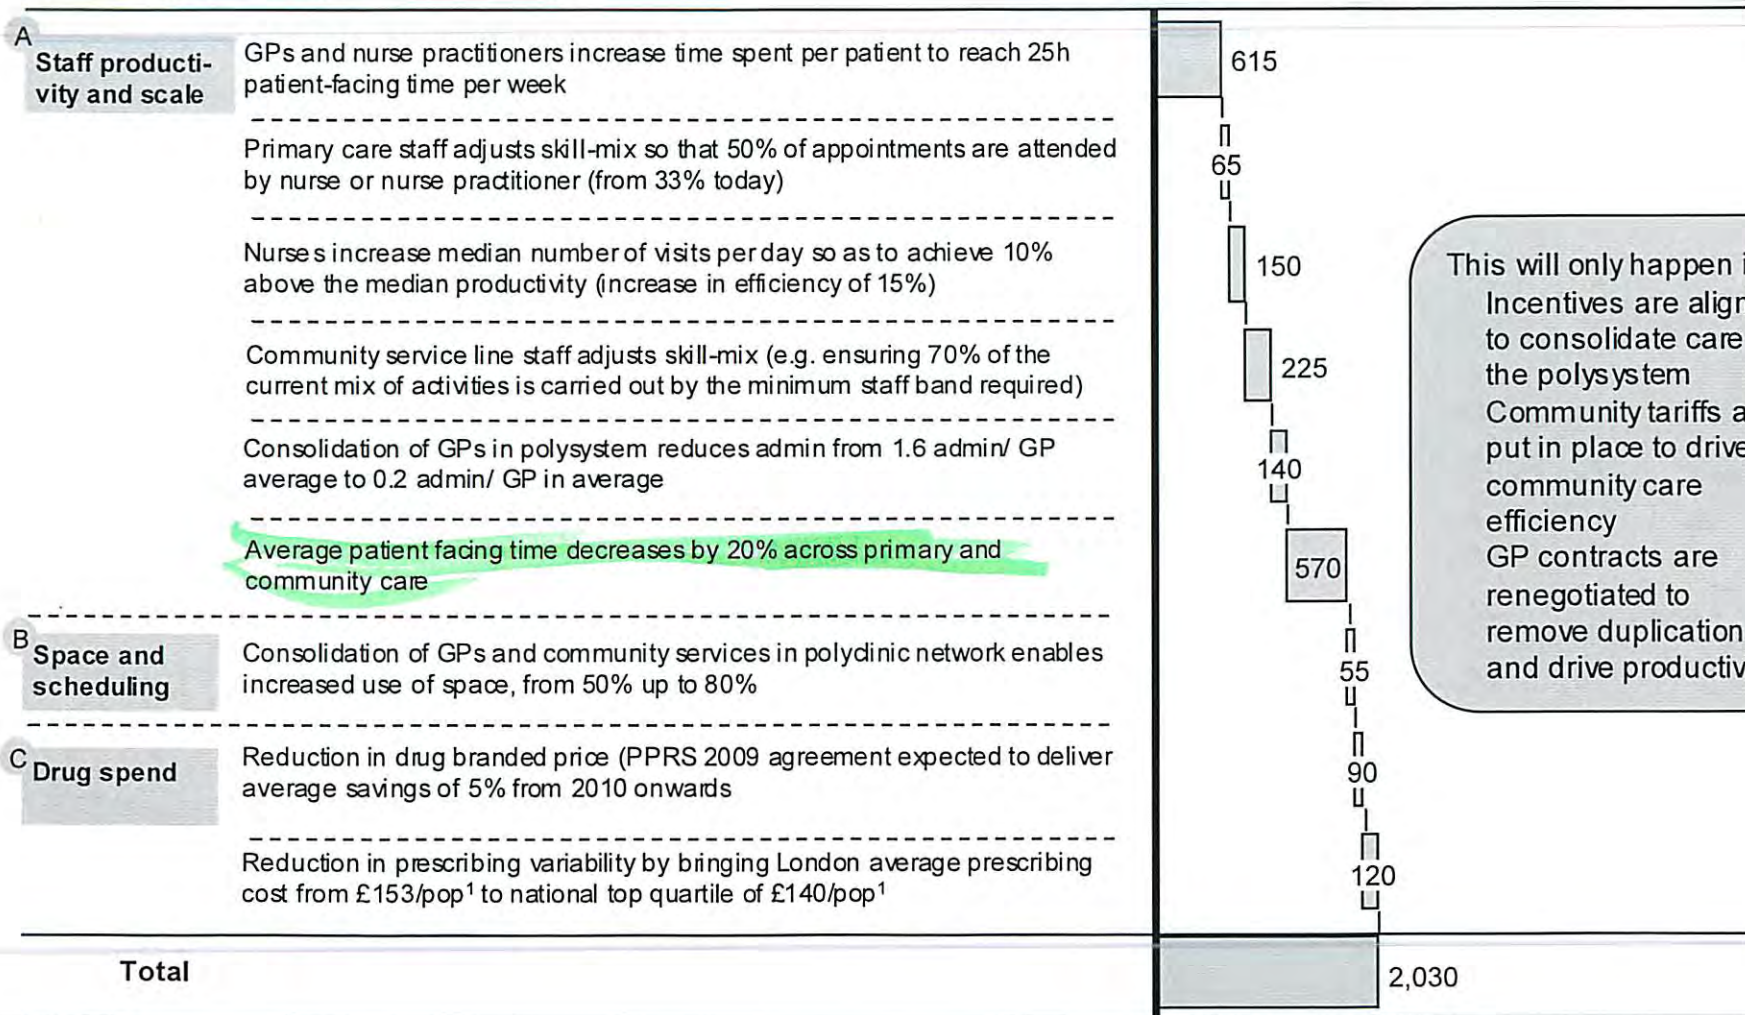 A
Staff producti-
vity and scale
GPs and nurse practitioners increase time spent per patient to reach 25h
patient-facing time per week
615
Primary care staff adjusts skill-mix so that 50% of appointments are attended
by nurse or nurse practitioner (from 33% today)
65
Nurses increase median number of visits per day so as to achieve 10%
above the median productivity (increase in efficiency of 15%)
150
Community service line staff adjusts skill-mix (e.g. ensuring 70% of the
current mix of activities is carried out by the minimum staff band required)
225
Consolidation of GPs in polysystem reduces admin from 1.6 admin/ GP
average to 0.2 admin/ GP in average
140
Average patient facing time decreases by 20% across primary and
community care
570
B
Space and
scheduling
Consolidation of GPs and community services in polyclinic network enables
increased use of space, from 50% up to 80%
55
C
Drug spend
Reduction in drug branded price (PPRS 2009 agreement expected to deliver
average savings of 5% from 2010 onwards
90
Reduction in prescribing variability by bringing London average prescribing
cost from £153/pop¹ to national top quartile of £140/pop¹
120
Total
2,030
This will only happen i
Incentives are align
to consolidate care
the polysystem
Community tariffs a
put in place to drive
community care
efficiency
GP contracts are
renegotiated to
remove duplication
and drive productiv